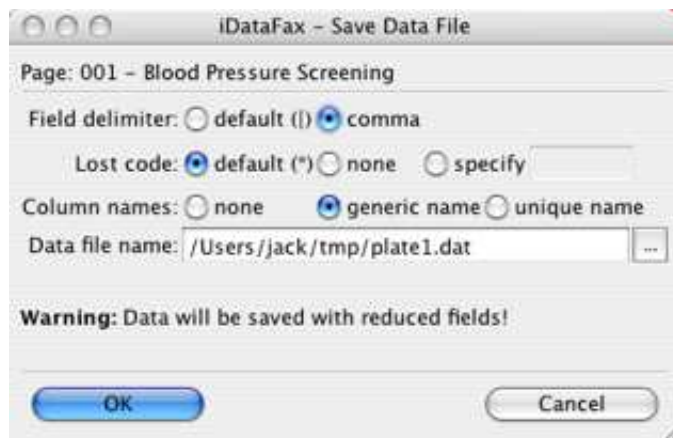 iDataFax – Save Data File
Page: 001 – Blood Pressure Screening
Field delimiter: default (|) comma
Lost code: default (*) none specify
Column names: none generic name unique name
Data file name: /Users/jack/tmp/plate1.dat ...
Warning: Data will be saved with reduced fields!
OK Cancel